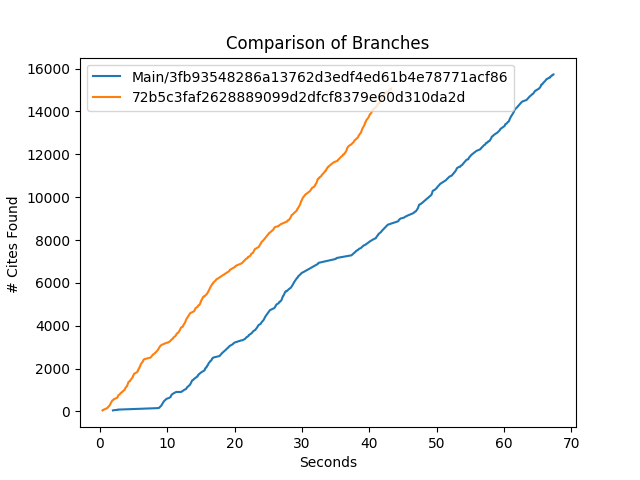 Comparison of Branches
Main/3fb93548286a13762d3edf4ed61b4e78771acf86
72b5c3faf2628889099d2dfcf8379e60d310da2d
# Cites Found
16000
14000
12000
10000
8000
6000
4000
2000
0
0 10 20 30 40 50 60 70
Seconds